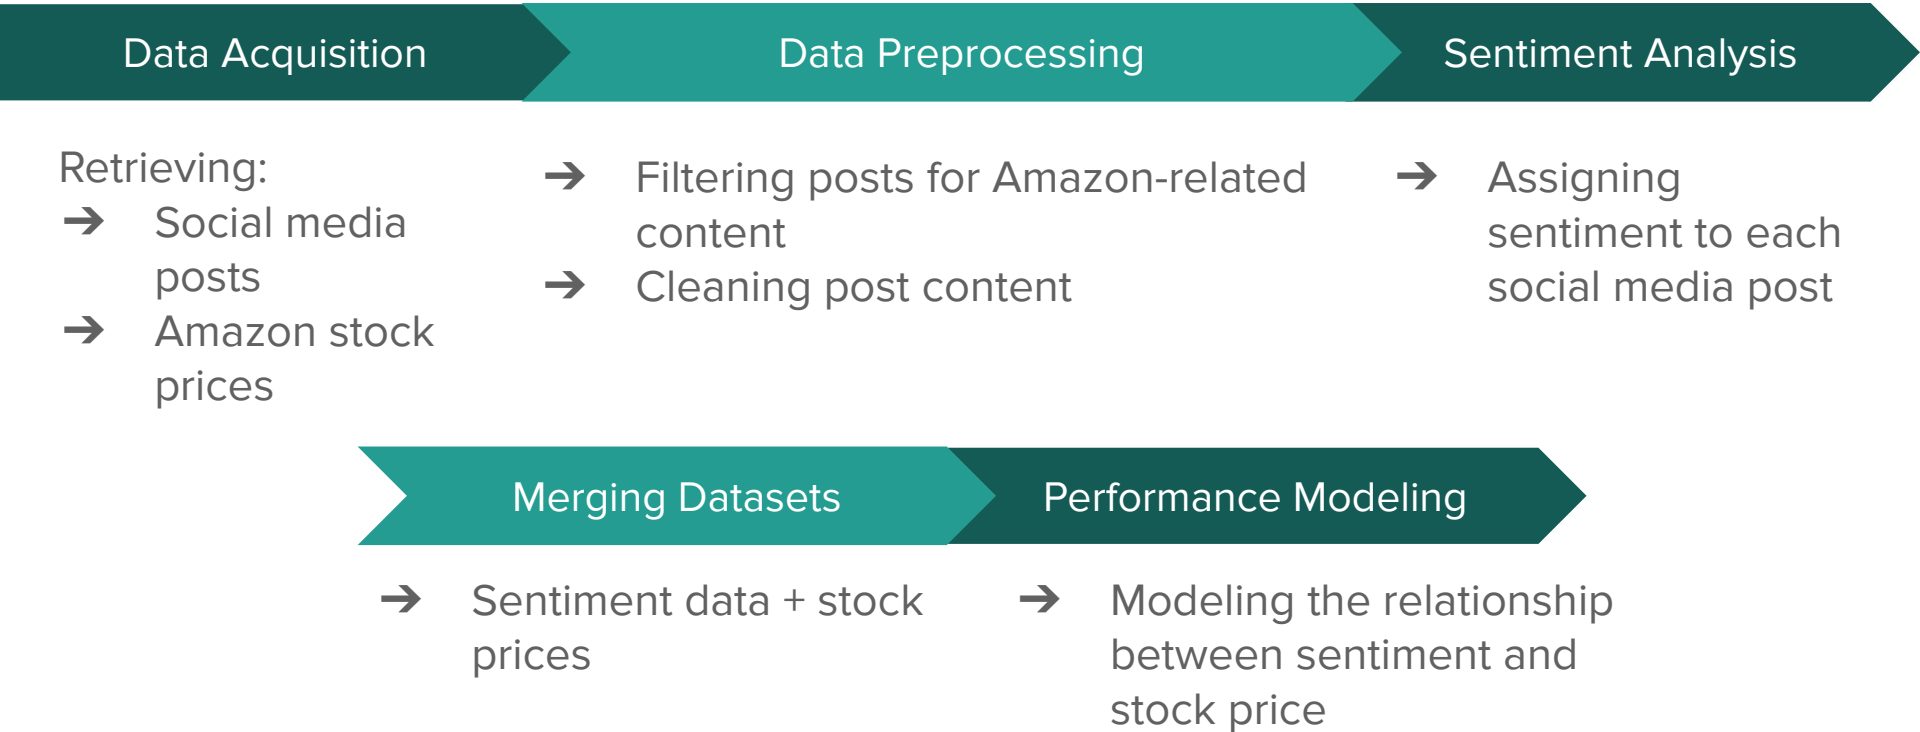 Data Acquisition
Data Preprocessing
Sentiment Analysis
Retrieving:
➔ Social media
posts
➔ Amazon stock
prices
➔ Filtering posts for Amazon-related
content
➔ Cleaning post content
➔ Assigning
sentiment to each
social media post
Merging Datasets
Performance Modeling
➔ Sentiment data + stock
prices
➔ Modeling the relationship
between sentiment and
stock price